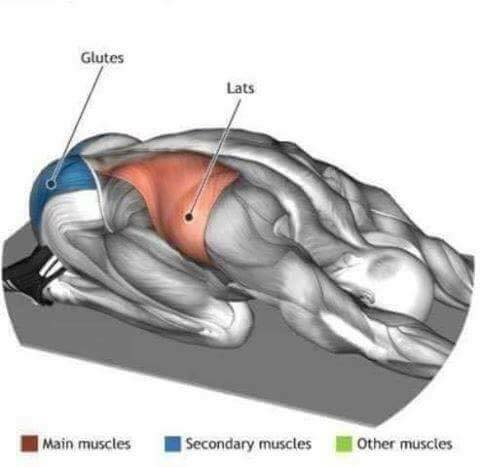 Glutes
Lats
Main muscles
Secondary muscles
Other muscles